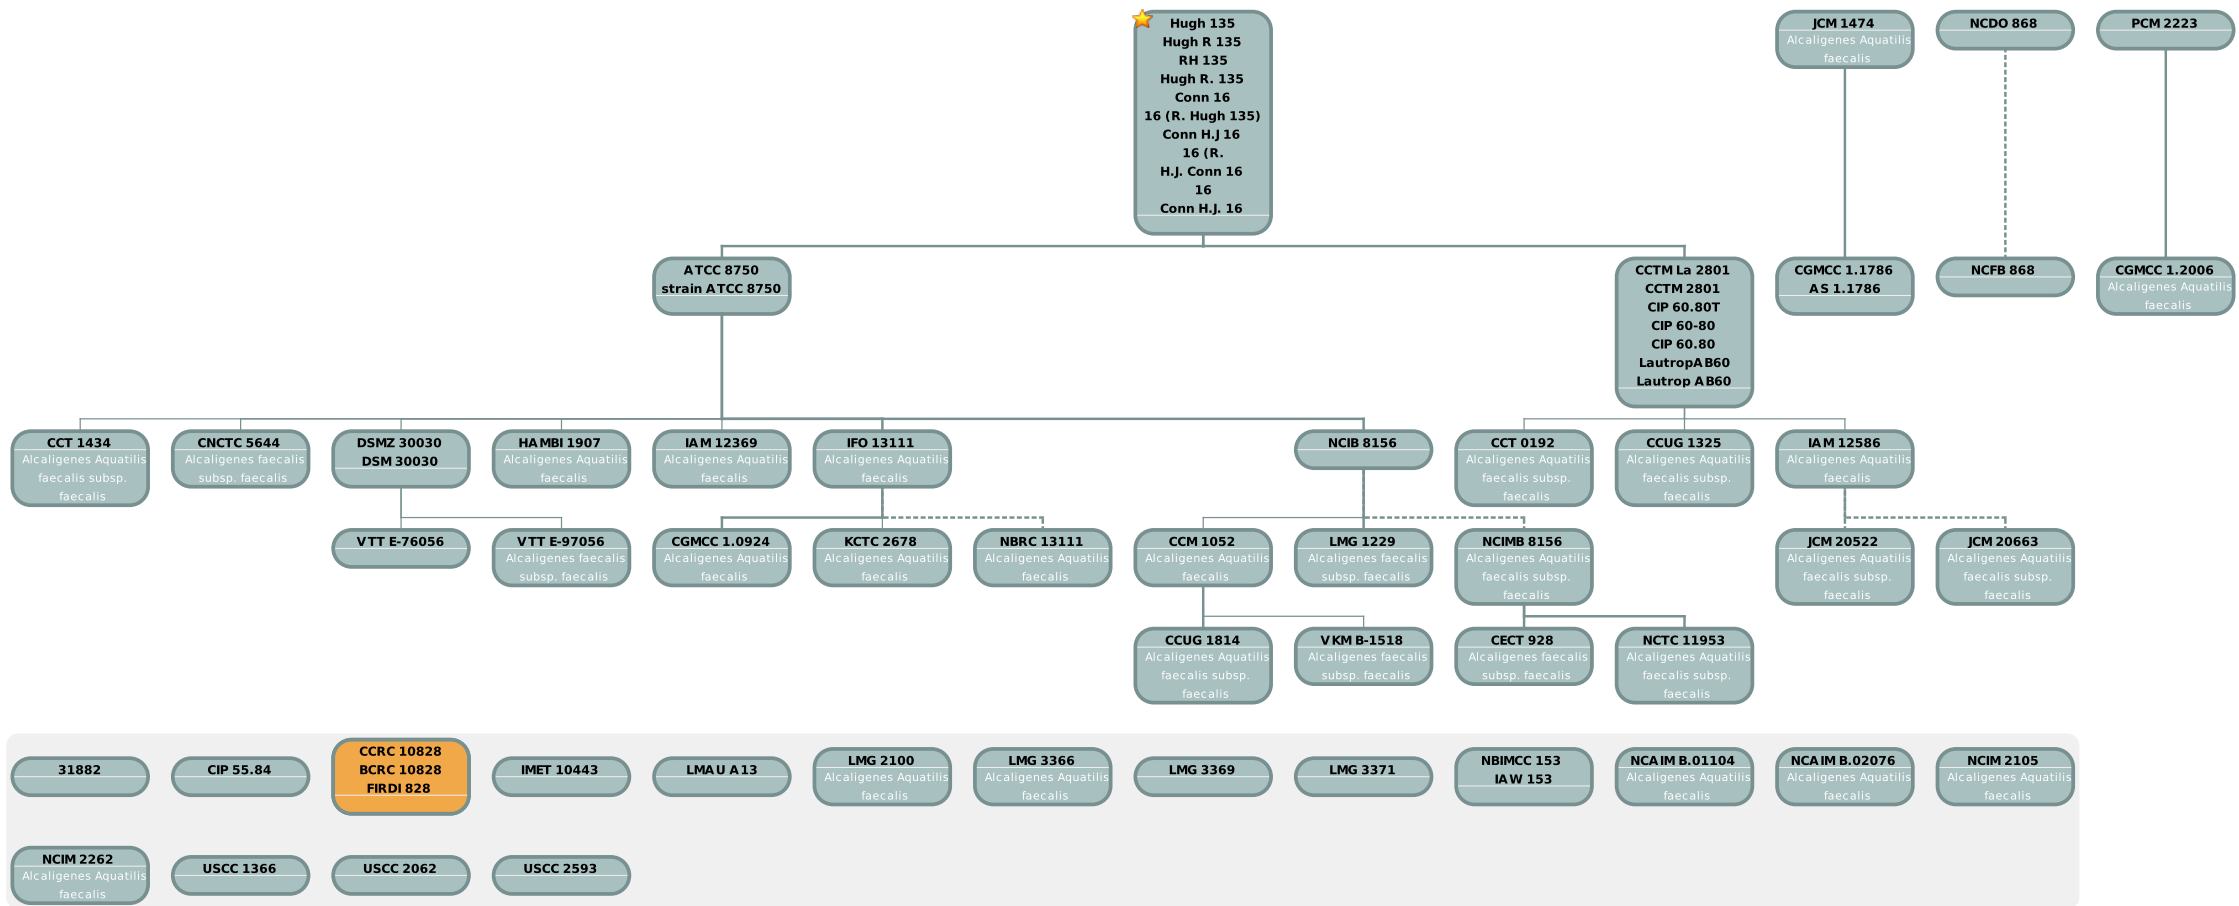 Hugh 135
Hugh R 135
RH 135
Hugh R. 135
Conn 16
16 (R. Hugh 135)
Conn H.J 16
16 (R.
H.J. Conn 16
16
Conn H.J. 16
JCM 1474
Alcaligenes Aquatilis
faecalis
NCDO 868
PCM 2223
ATCC 8750
strain ATCC 8750
CCTM La 2801
CCTM 2801
CIP 60.80T
CIP 60-80
CIP 60.80
LautropAB60
Lautrop AB60
CGMCC 1.1786
AS 1.1786
NCFB 868
CGMCC 1.2006
Alcaligenes Aquatilis
faecalis
CCT 1434
Alcaligenes Aquatilis
faecalis subsp.
faecalis
CNCTC 5644
Alcaligenes faecalis
subsp. faecalis
DSMZ 30030
DSM 30030
HAMBI 1907
Alcaligenes Aquatilis
faecalis
IAM 12369
Alcaligenes Aquatilis
faecalis
IFO 13111
Alcaligenes Aquatilis
faecalis
NCIB 8156
CCT 0192
Alcaligenes Aquatilis
faecalis subsp.
faecalis
CCUG 1325
Alcaligenes Aquatilis
faecalis subsp.
faecalis
IAM 12586
Alcaligenes Aquatilis
faecalis
VTT E-76056
VTT E-97056
Alcaligenes faecalis
subsp. faecalis
CGMCC 1.0924
Alcaligenes Aquatilis
faecalis
KCTC 2678
Alcaligenes Aquatilis
faecalis
NBRC 13111
Alcaligenes Aquatilis
faecalis
CCM 1052
Alcaligenes Aquatilis
faecalis
LMG 1229
Alcaligenes faecalis
subsp. faecalis
NCIMB 8156
Alcaligenes Aquatilis
faecalis subsp.
faecalis
JCM 20522
Alcaligenes Aquatilis
faecalis subsp.
faecalis
JCM 20663
Alcaligenes Aquatilis
faecalis subsp.
faecalis
CCUG 1814
Alcaligenes Aquatilis
faecalis subsp.
faecalis
VKM B-1518
Alcaligenes faecalis
subsp. faecalis
CECT 928
Alcaligenes faecalis
subsp. faecalis
NCTC 11953
Alcaligenes Aquatilis
faecalis subsp.
faecalis
31882
CIP 55.84
CCRC 10828
BCRC 10828
FIRDI 828
IMET 10443
LMAU A13
LMG 2100
Alcaligenes Aquatilis
faecalis
LMG 3366
Alcaligenes Aquatilis
faecalis
LMG 3369
LMG 3371
NBIMCC 153
IAW 153
NCAIM B.01104
Alcaligenes Aquatilis
faecalis
NCAIM B.02076
Alcaligenes Aquatilis
faecalis
NCIM 2105
Alcaligenes Aquatilis
faecalis
NCIM 2262
Alcaligenes Aquatilis
faecalis
USCC 1366
USCC 2062
USCC 2593